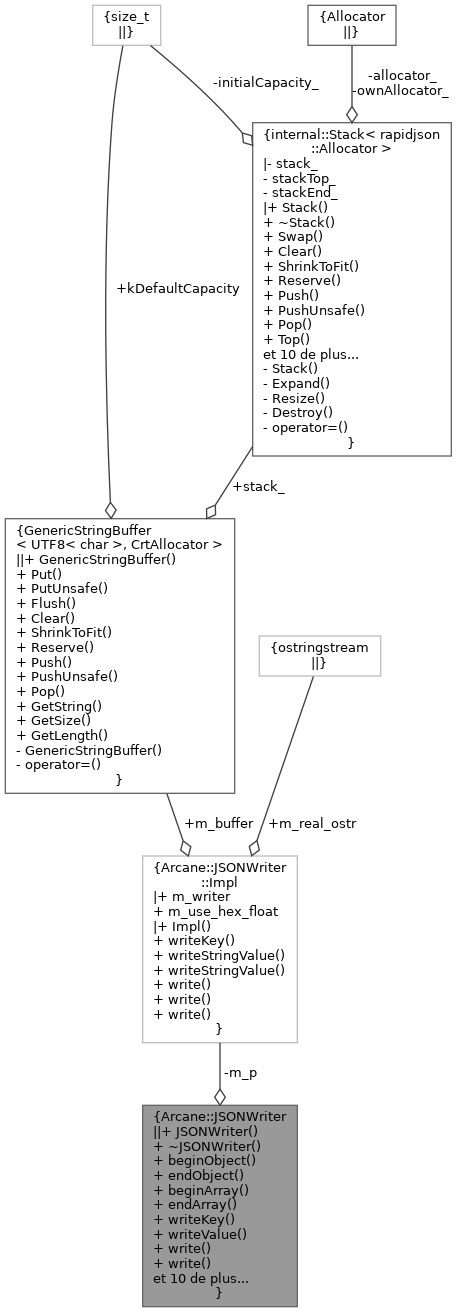 {size_t
||}
{Allocator
||}
-initialCapacity_
-allocator_
-ownAllocator_
{internal::Stack< rapidjson
::Allocator >
|- stack_
- stackTop_
- stackEnd_
|+ Stack()
+ ~Stack()
+ Swap()
+ Clear()
+ ShrinkToFit()
+ Reserve()
+ Push()
+ PushUnsafe()
+ Pop()
+ Top()
et 10 de plus...
- Stack()
- Expand()
- Resize()
- Destroy()
- operator=()
}
+kDefaultCapacity
+stack_
{GenericStringBuffer
< UTF8< char >, CrtAllocator >
||+ GenericStringBuffer()
+ Put()
+ PutUnsafe()
+ Flush()
+ Clear()
+ ShrinkToFit()
+ Reserve()
+ Push()
+ PushUnsafe()
+ Pop()
+ GetString()
+ GetSize()
+ GetLength()
- GenericStringBuffer()
- operator=()
}
{ostringstream
||}
+m_buffer
+m_real_ostr
{Arcane::JSONWriter
::Impl
|+ m_writer
+ m_use_hex_float
|+ Impl()
+ writeKey()
+ writeStringValue()
+ writeStringValue()
+ write()
+ write()
+ write()
}
-m_p
{Arcane::JSONWriter
||+ JSONWriter()
+ ~JSONWriter()
+ beginObject()
+ endObject()
+ beginArray()
+ endArray()
+ writeKey()
+ writeValue()
+ write()
+ write()
et 10 de plus...
}